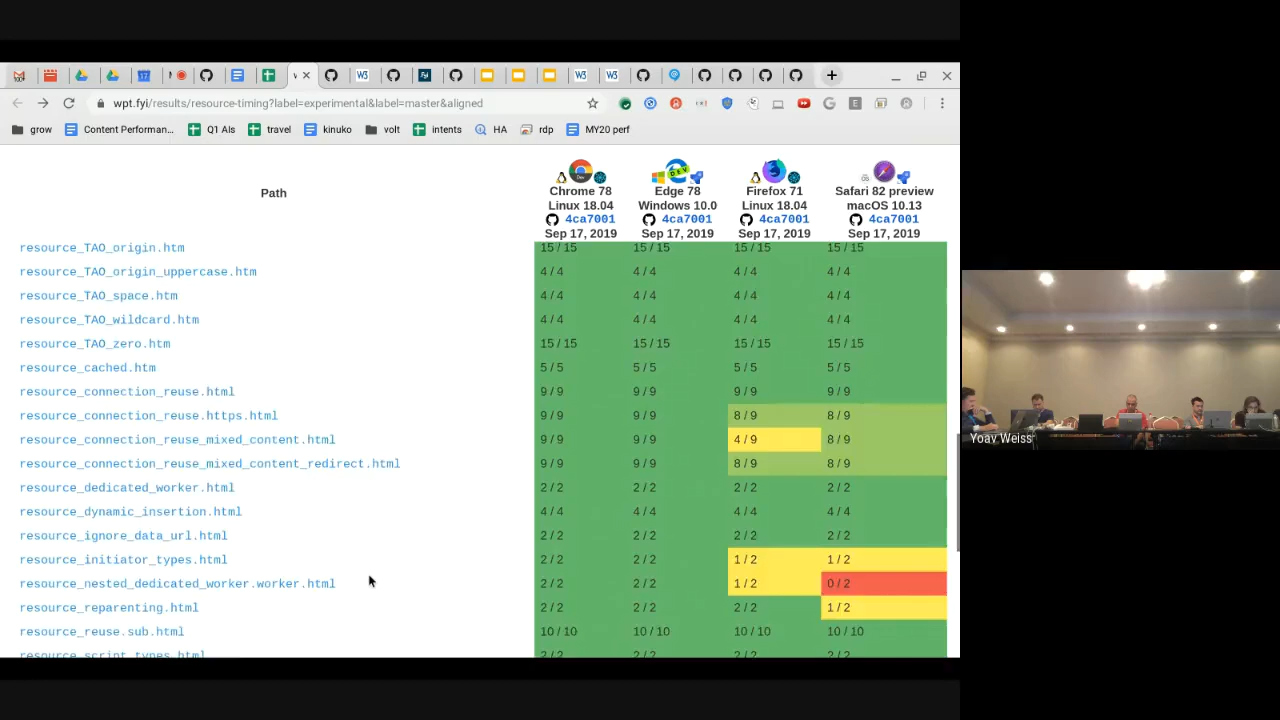 wpt.fyi/results/resource-timing?label=experimental&label=master&aligned
grow Content Performan... Q1 AIs travel kinuko volt intents HA rdp MY20 perf
Path
Chrome 78 Edge 78 Firefox 71 Safari 82 preview
Linux 18.04 Windows 10.0 Linux 18.04 macOS 10.13
4ca7001 4ca7001 4ca7001 4ca7001
Sep 17, 2019 Sep 17, 2019 Sep 17, 2019 Sep 17, 2019
resource_TAO_origin.htm 15 / 15 15 / 15 15 / 15 15 / 15
resource_TAO_origin_uppercase.htm 4 / 4 4 / 4 4 / 4 4 / 4
resource_TAO_space.htm 4 / 4 4 / 4 4 / 4 4 / 4
resource_TAO_wildcard.htm 4 / 4 4 / 4 4 / 4 4 / 4
resource_TAO_zero.htm 15 / 15 15 / 15 15 / 15 15 / 15
resource_cached.htm 5 / 5 5 / 5 5 / 5 5 / 5
resource_connection_reuse.html 9 / 9 9 / 9 9 / 9 9 / 9
resource_connection_reuse.https.html 9 / 9 9 / 9 8 / 9 8 / 9
resource_connection_reuse_mixed_content.html 9 / 9 9 / 9 4 / 9 8 / 9
resource_connection_reuse_mixed_content_redirect.html 9 / 9 9 / 9 8 / 9 8 / 9
resource_dedicated_worker.html 2 / 2 2 / 2 2 / 2 2 / 2
resource_dynamic_insertion.html 4 / 4 4 / 4 4 / 4 4 / 4
resource_ignore_data_url.html 2 / 2 2 / 2 2 / 2 2 / 2
resource_initiator_types.html 2 / 2 2 / 2 1 / 2 1 / 2
resource_nested_dedicated_worker.worker.html 2 / 2 2 / 2 1 / 2 0 / 2
resource_reparenting.html 2 / 2 2 / 2 2 / 2 1 / 2
resource_reuse.sub.html 10 / 10 10 / 10 10 / 10 10 / 10
resource_script_types.html 2 / 2 2 / 2 2 / 2 2 / 2
Yoav Weiss